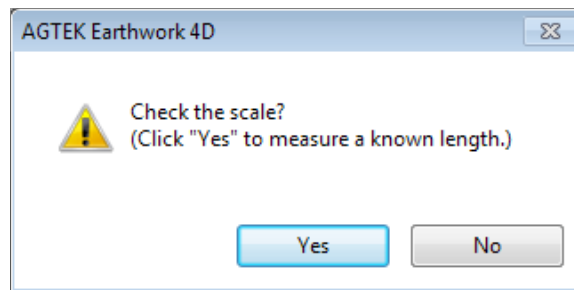 AGTEK Earthwork 4D
Check the scale?
(Click "Yes" to measure a known length.)
Yes
No